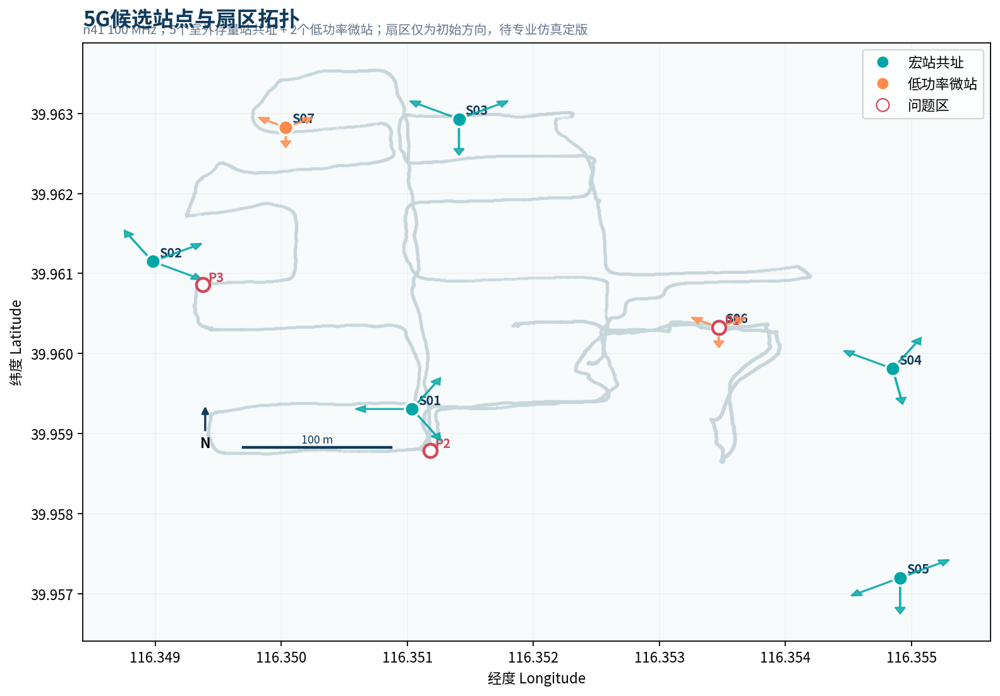 5G候选站点与扇区拓扑
n41 100 MHz；5个室外存量站共址 + 2个低功率微站；扇区仅为初始方向，待专业仿真定版
宏站共址
低功率微站
问题区
S07
S03
S02
P3
S06
P1
S04
S01
P2
S05
N
100 m
39.963
39.962
39.961
39.960
39.959
39.958
39.957
纬度 Latitude
116.349
116.350
116.351
116.352
116.353
116.354
116.355
经度 Longitude